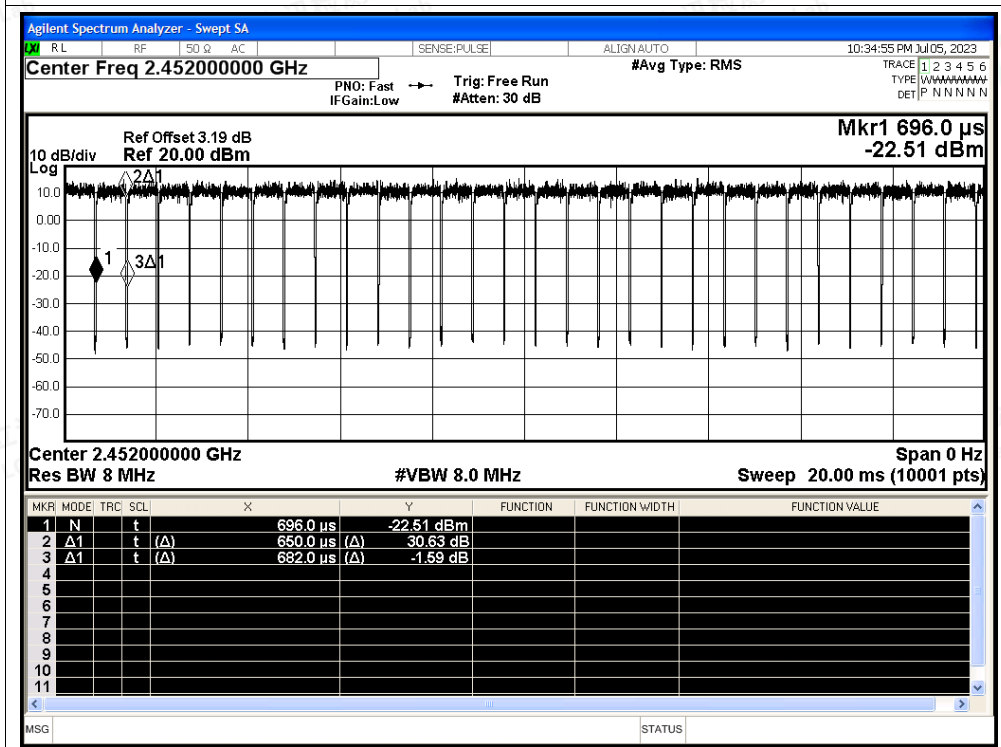 Agilent Spectrum Analyzer - Swept SA
LXI RL RF 50 Ω AC SENSE:PULSE ALIGN AUTO 10:34:55 PM Jul 05, 2023
Center Freq 2.452000000 GHz #Avg Type: RMS TRACE 1 2 3 4 5 6
PNO: Fast Trig: Free Run TYPE WWWWWW
IFGain:Low #Atten: 30 dB DET P N N N N N
Mkr1 696.0 µs
Ref Offset 3.19 dB
10 dB/div Ref 20.00 dBm -22.51 dBm
Log
2Δ1
10.0
0.00
-10.0
1 3Δ1
-20.0
-30.0
-40.0
-50.0
-60.0
-70.0
Center 2.452000000 GHz Span 0 Hz
Res BW 8 MHz #VBW 8.0 MHz Sweep 20.00 ms (10001 pts)
MKR MODE TRC SCL X Y FUNCTION FUNCTION WIDTH FUNCTION VALUE
1 N t 696.0 µs -22.51 dBm
2 Δ1 t (Δ) 650.0 µs (Δ) 30.63 dB
3 Δ1 t (Δ) 682.0 µs (Δ) -1.59 dB
4
5
6
7
8
9
10
11
MSG STATUS